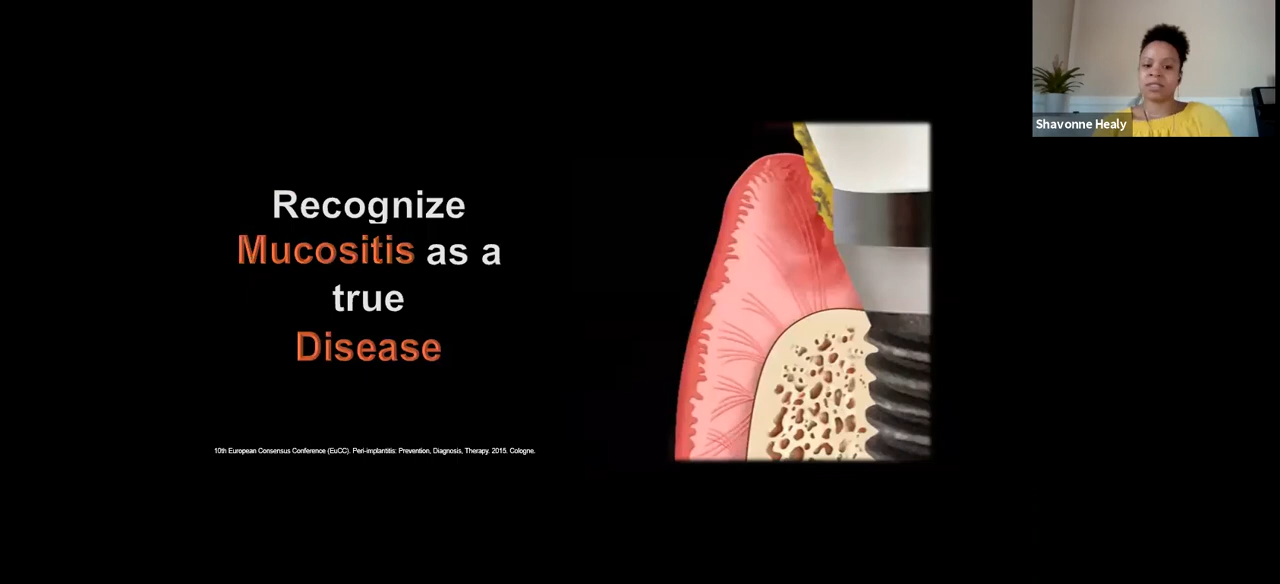 Recognize
Mucositis as a
true
Disease
10th European Consensus Conference (EuCC). Peri-implantitis: Prevention, Diagnosis, Therapy. 2015. Cologne.
Shavonne Healy